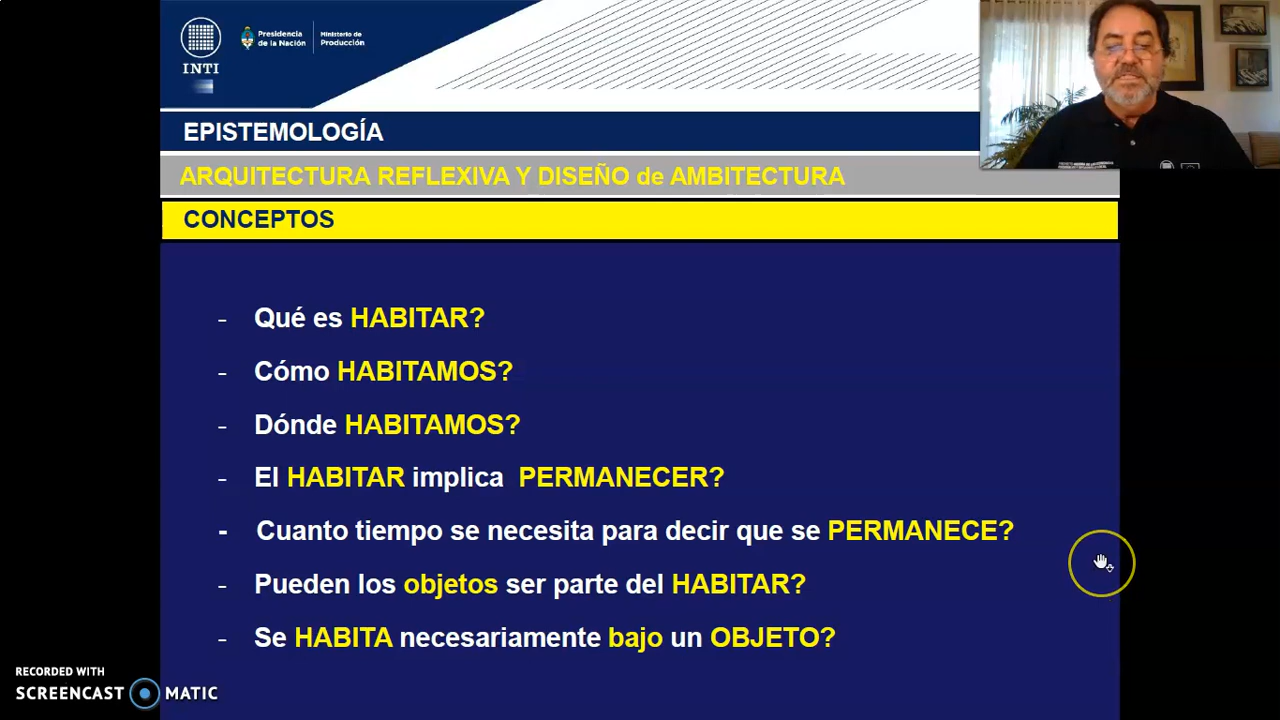 INTI
Presidencia
de la Nación
Ministerio de
Producción
EPISTEMOLOGÍA
ARQUITECTURA REFLEXIVA Y DISEÑO de AMBITECTURA
CONCEPTOS
- Qué es HABITAR?
- Cómo HABITAMOS?
- Dónde HABITAMOS?
- El HABITAR implica PERMANECER?
- Cuanto tiempo se necesita para decir que se PERMANECE?
- Pueden los objetos ser parte del HABITAR?
- Se HABITA necesariamente bajo un OBJETO?
RECORDED WITH
SCREENCAST MATIC